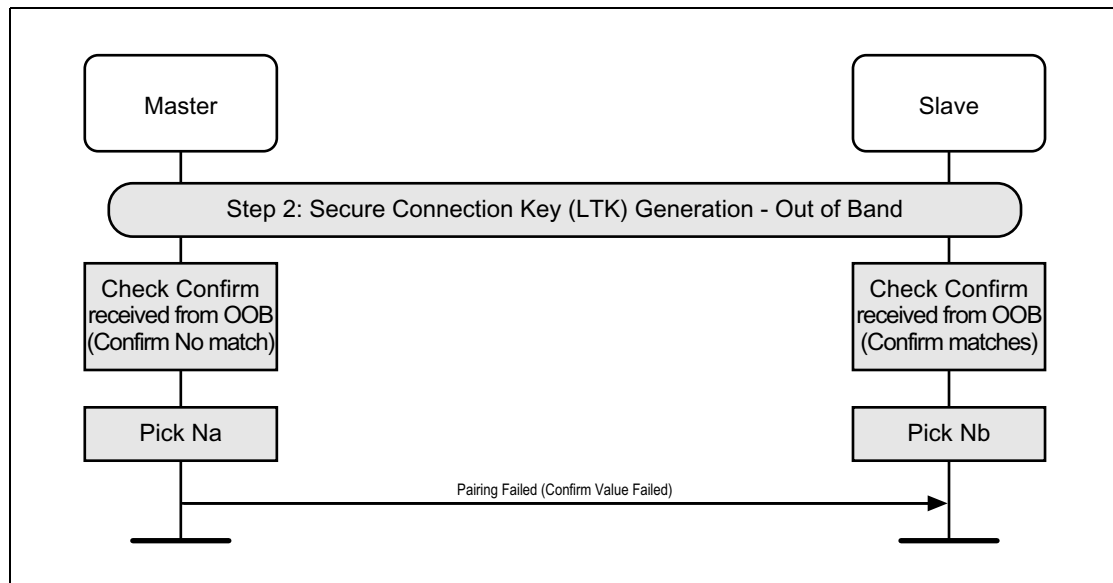 Master
Slave
Step 2: Secure Connection Key (LTK) Generation - Out of Band
Check Confirm
received from OOB
(Confirm No match)
Check Confirm
received from OOB
(Confirm matches)
Pick Na
Pick Nb
Pairing Failed (Confirm Value Failed)